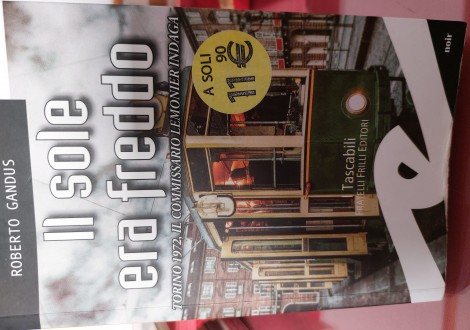 ROBERTO GANDUS
Il sole
era freddo
TORINO 1972, IL COMMISSARIO LEMONIER INDAGA
A SOLI
11,90
€
Tascabili
FRATELLI FRILLI EDITORI
noir